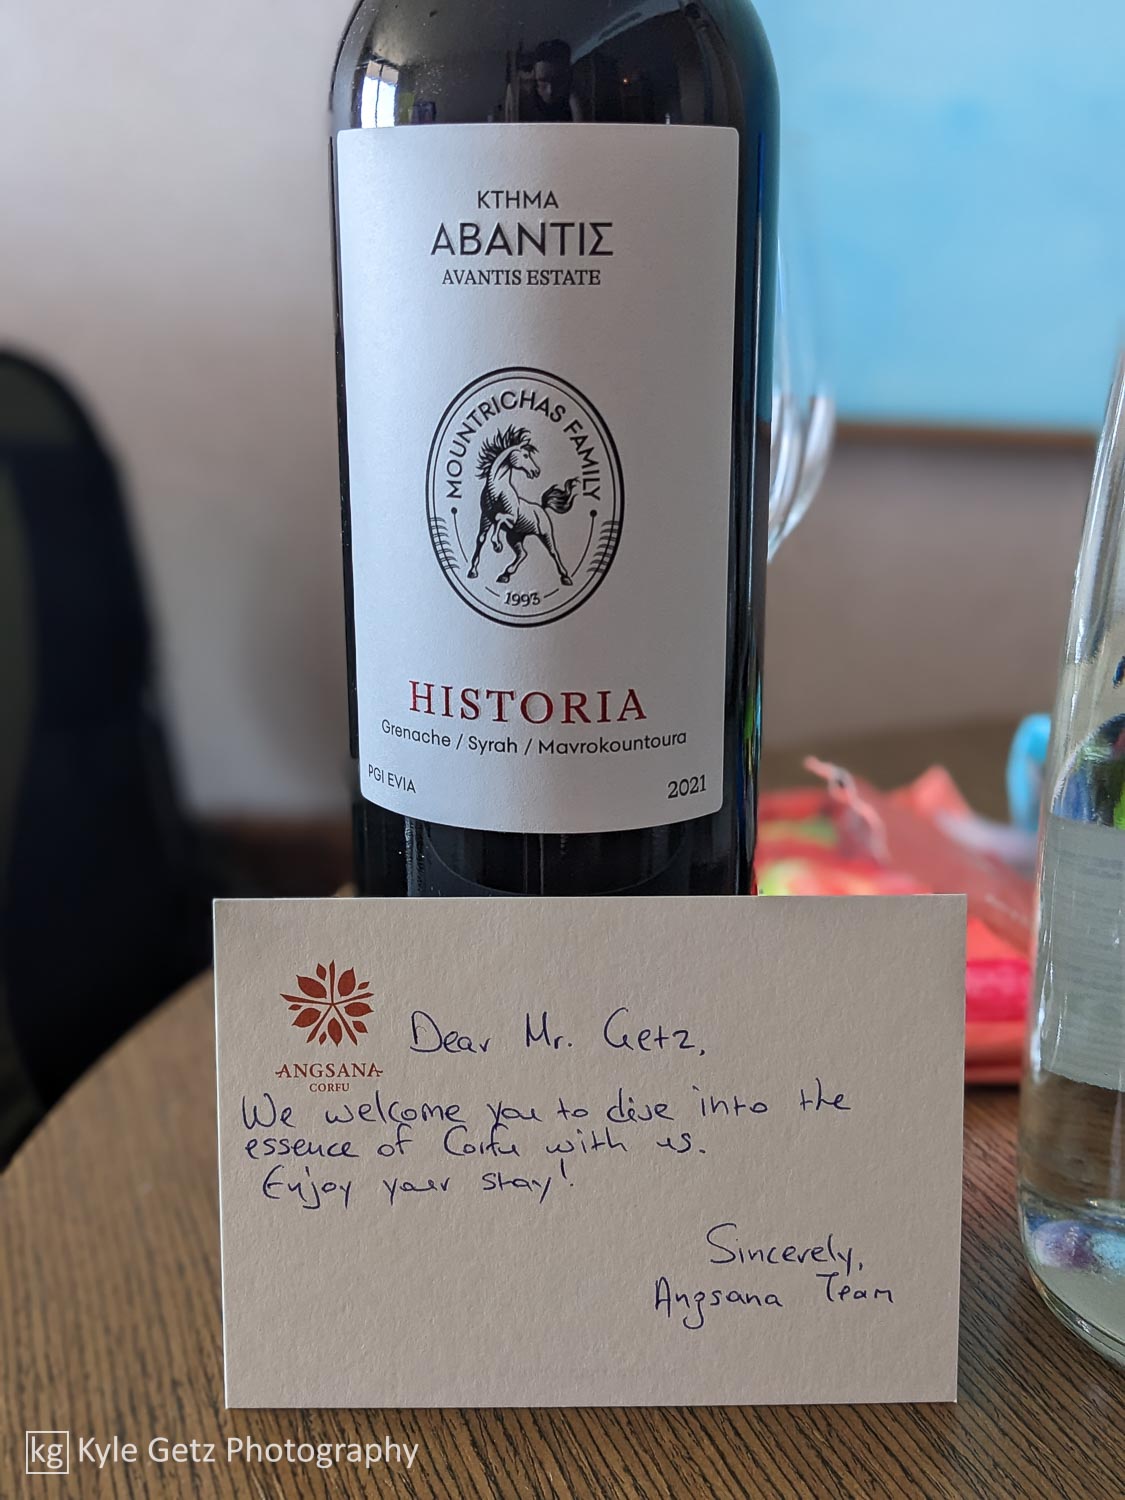 ΚΤΗΜΑ
ΑΒΑΝΤΙΣ
AVANTIS ESTATE
MOUNTRICHAS FAMILY
1993
HISTORIA
Grenache / Syrah / Mavrokountoura
PGI EVIA
2021
ANGSANA
CORFU
Dear Mr. Getz,
We welcome you to dive into the
essence of Corfu with us.
Enjoy your stay!
Sincerely,
Angsana Team
kg Kyle Getz Photography